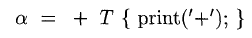 α = + T { print('+'); }